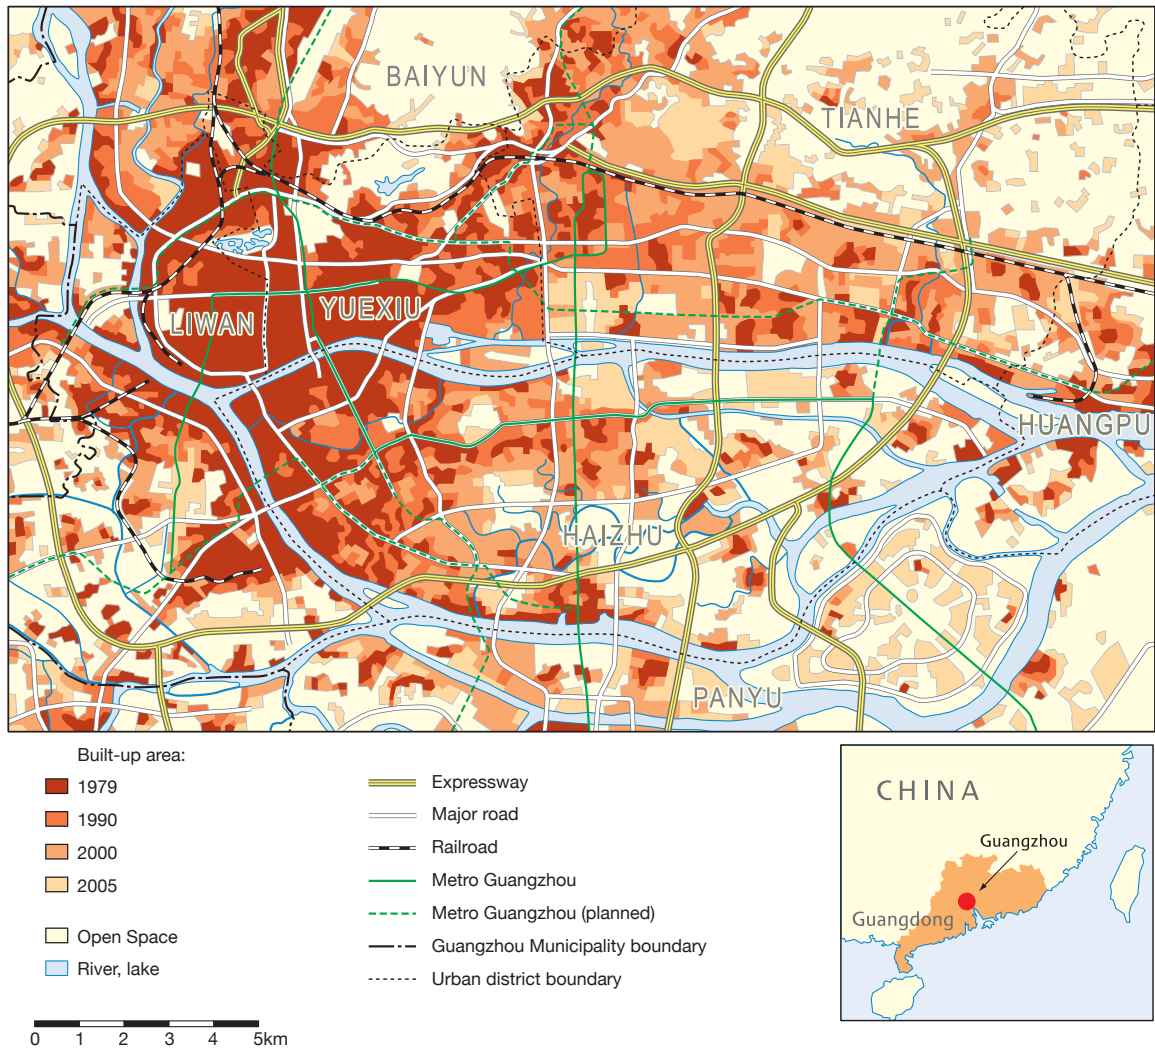 BAIYUN
TIANHE
LIWAN
YUEXIU
HUANGPU
HAIZHU
PANYU
Built-up area:
1979
1990
2000
2005
Open Space
River, lake
0 1 2 3 4 5km
Expressway
Major road
Railroad
Metro Guangzhou
Metro Guangzhou (planned)
Guangzhou Municipality boundary
Urban district boundary
CHINA
Guangzhou
Guangdong